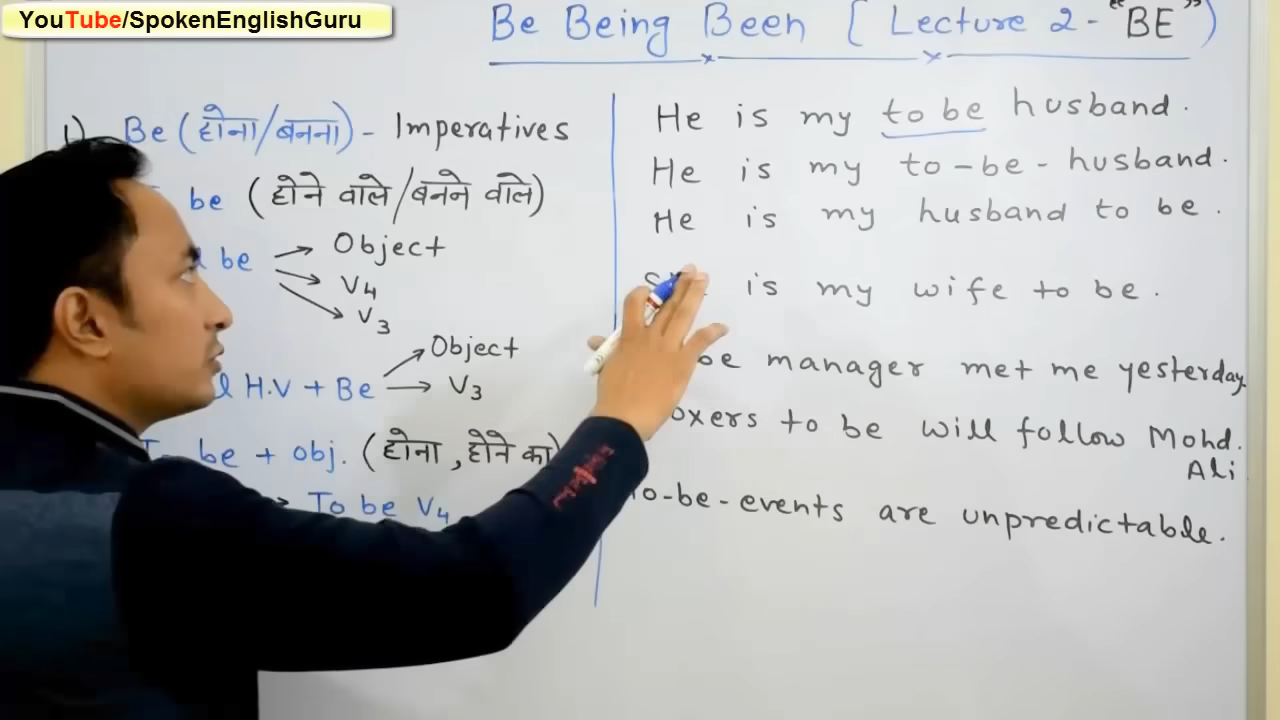 YouTube/SpokenEnglishGuru
Be Being Been [ Lecture 2 - "BE" )
1) Be (होना/बनना) - Imperatives
be (होने वाले/बनने वाले)
be Object
V4
V3
H.V + Be Object
V3
be + obj. (होना, होने का)
To be V4
He is my to be husband.
He is my to-be-husband.
He is my husband to be.
is my wife to be.
be manager met me yesterday.
to be will follow Mohd.
Ali
to-be-events are unpredictable.